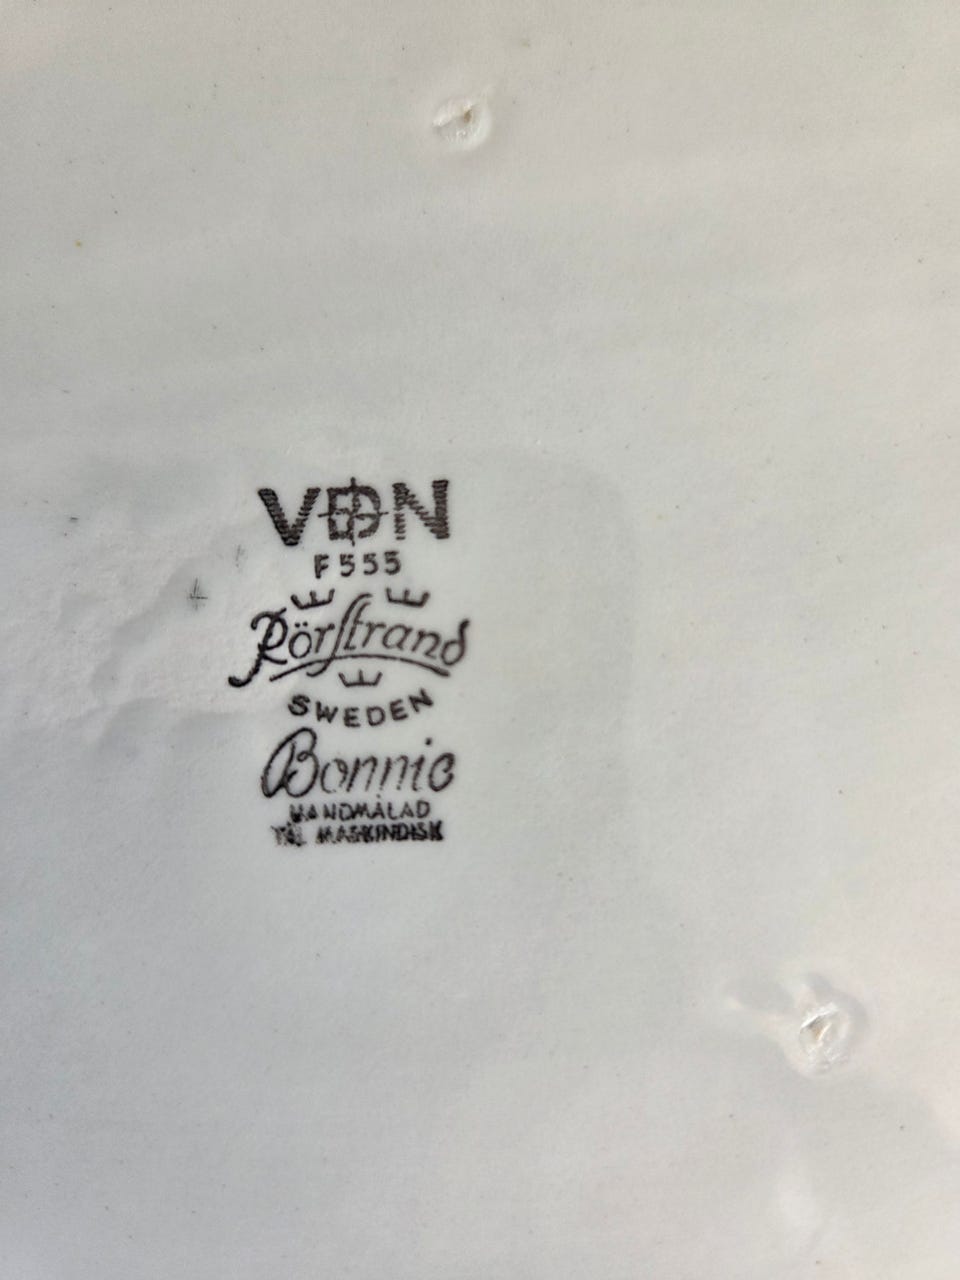 VDN
F555
Rörstrand
SWEDEN
Bonnie
HANDMÅLAD
TÅL MASKINDISK